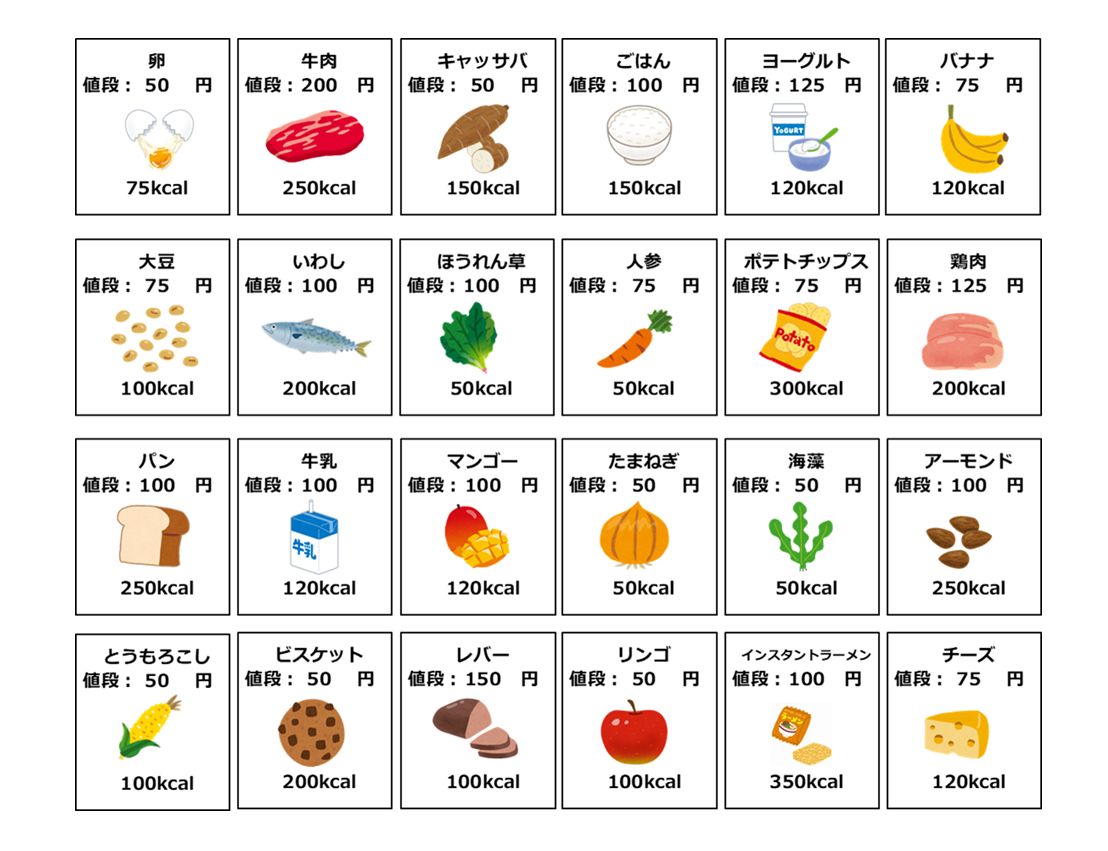 卵
値段：50 円
75kcal
牛肉
値段：200 円
250kcal
キャッサバ
値段：50 円
150kcal
ごはん
値段：100 円
150kcal
ヨーグルト
値段：125 円
YOGURT
120kcal
バナナ
値段：75 円
120kcal
大豆
値段：75 円
100kcal
いわし
値段：100 円
200kcal
ほうれん草
値段：100 円
50kcal
人参
値段：75 円
50kcal
ポテトチップス
値段：75 円
Potato
300kcal
鶏肉
値段：125 円
200kcal
パン
値段：100 円
250kcal
牛乳
値段：100 円
牛乳
120kcal
マンゴー
値段：100 円
120kcal
たまねぎ
値段：50 円
50kcal
海藻
値段：50 円
50kcal
アーモンド
値段：100 円
250kcal
とうもろこし
値段：50 円
100kcal
ビスケット
値段：50 円
200kcal
レバー
値段：150 円
100kcal
リンゴ
値段：50 円
100kcal
インスタントラーメン
値段：100 円
ラーメン
350kcal
チーズ
値段：75 円
120kcal